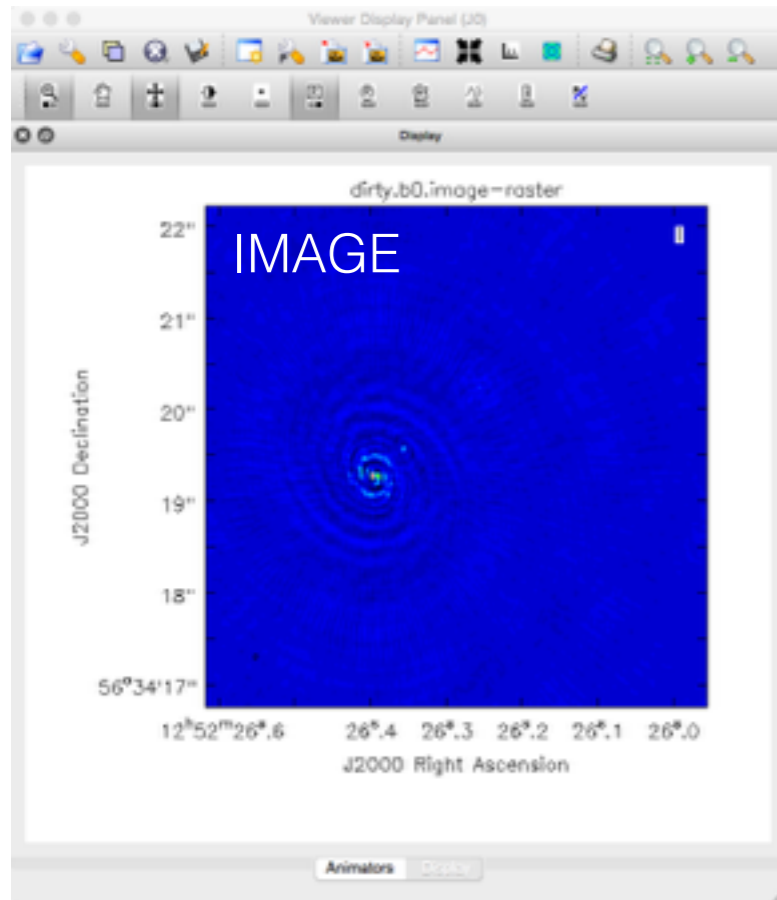 Viewer Display Panel (J0)
Display
dirty.b0.image-raster
IMAGE
22"
21"
20"
19"
18"
56°34'17"
J2000 Declination
12ʰ52ᵐ26ˢ.6 26ˢ.4 26ˢ.3 26ˢ.2 26ˢ.1 26ˢ.0
J2000 Right Ascension
Animators Display